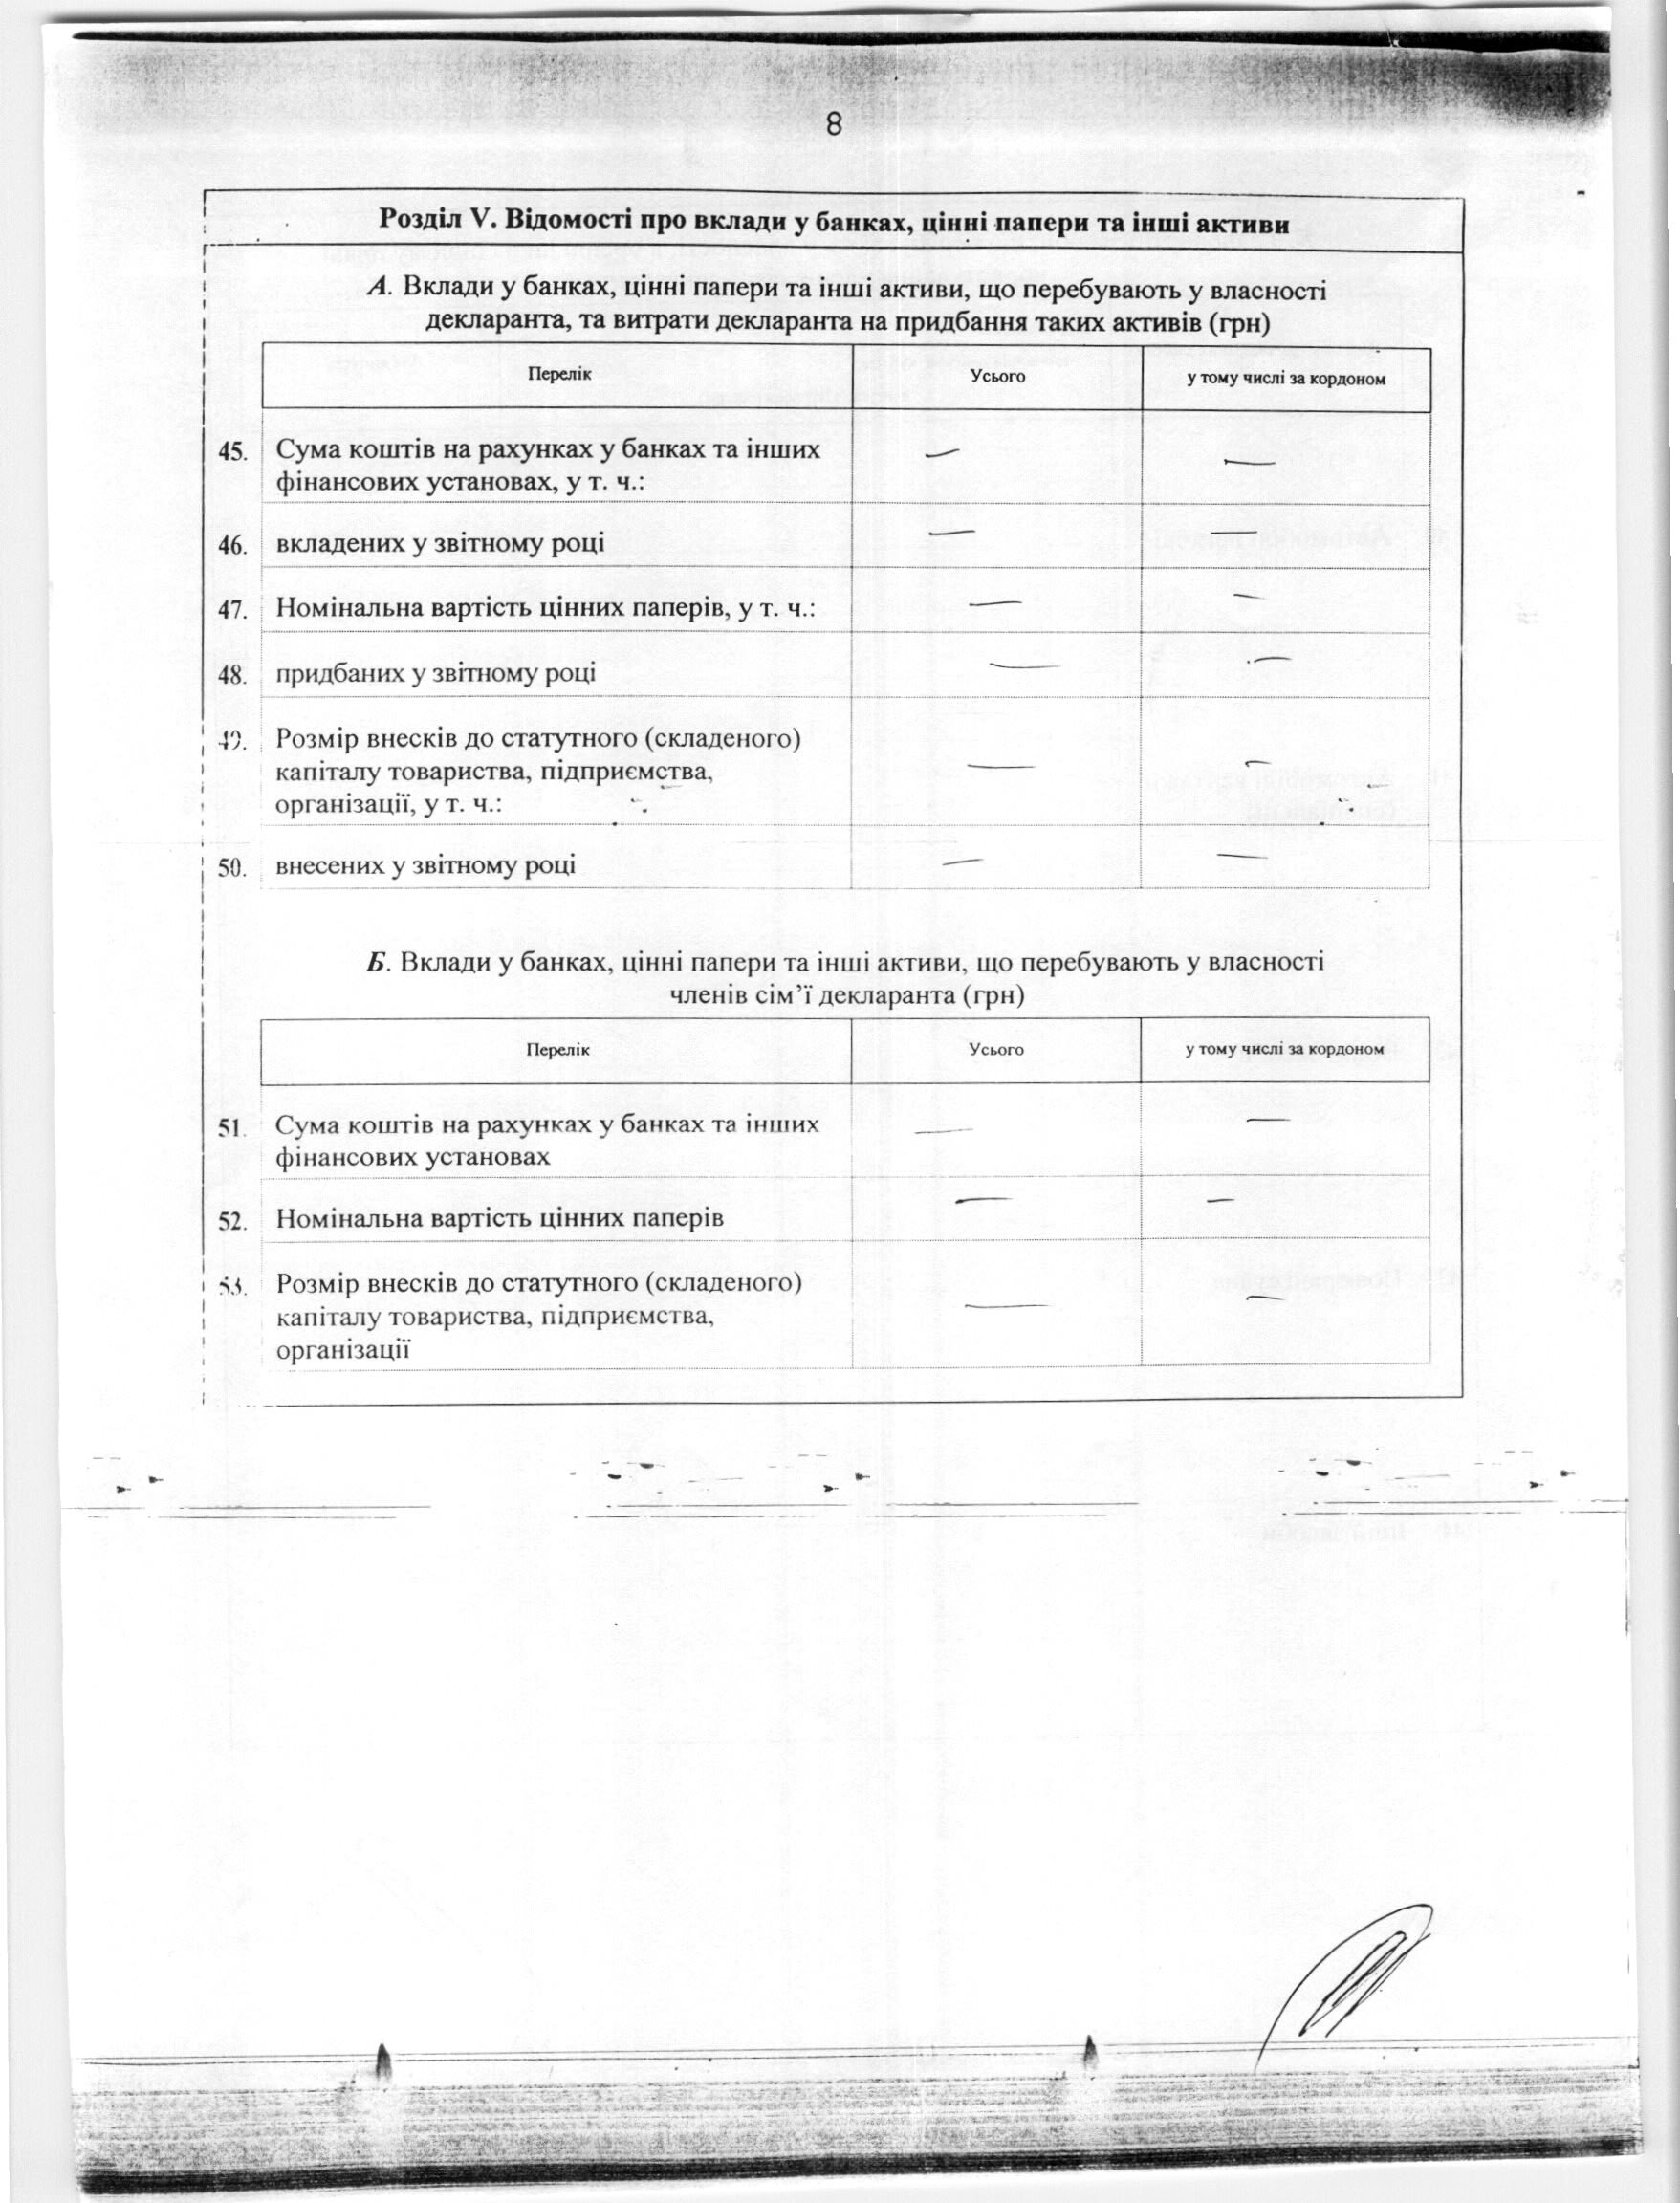 8
Розділ V. Відомості про вклади у банках, цінні папери та інші активи
А. Вклади у банках, цінні папери та інші активи, що перебувають у власності
декларанта, та витрати декларанта на придбання таких активів (грн)
Перелік Усього у тому числі за кордоном
45. Сума коштів на рахунках у банках та інших — —
фінансових установах, у т. ч.:
46. вкладених у звітному році — —
47. Номінальна вартість цінних паперів, у т. ч.: — —
48. придбаних у звітному році — —
49. Розмір внесків до статутного (складеного)
капіталу товариства, підприємства, — —
організації, у т. ч.:
50. внесених у звітному році — —
Б. Вклади у банках, цінні папери та інші активи, що перебувають у власності
членів сім’ї декларанта (грн)
Перелік Усього у тому числі за кордоном
51. Сума коштів на рахунках у банках та інших — —
фінансових установах
52. Номінальна вартість цінних паперів — —
53. Розмір внесків до статутного (складеного)
капіталу товариства, підприємства, — —
організації